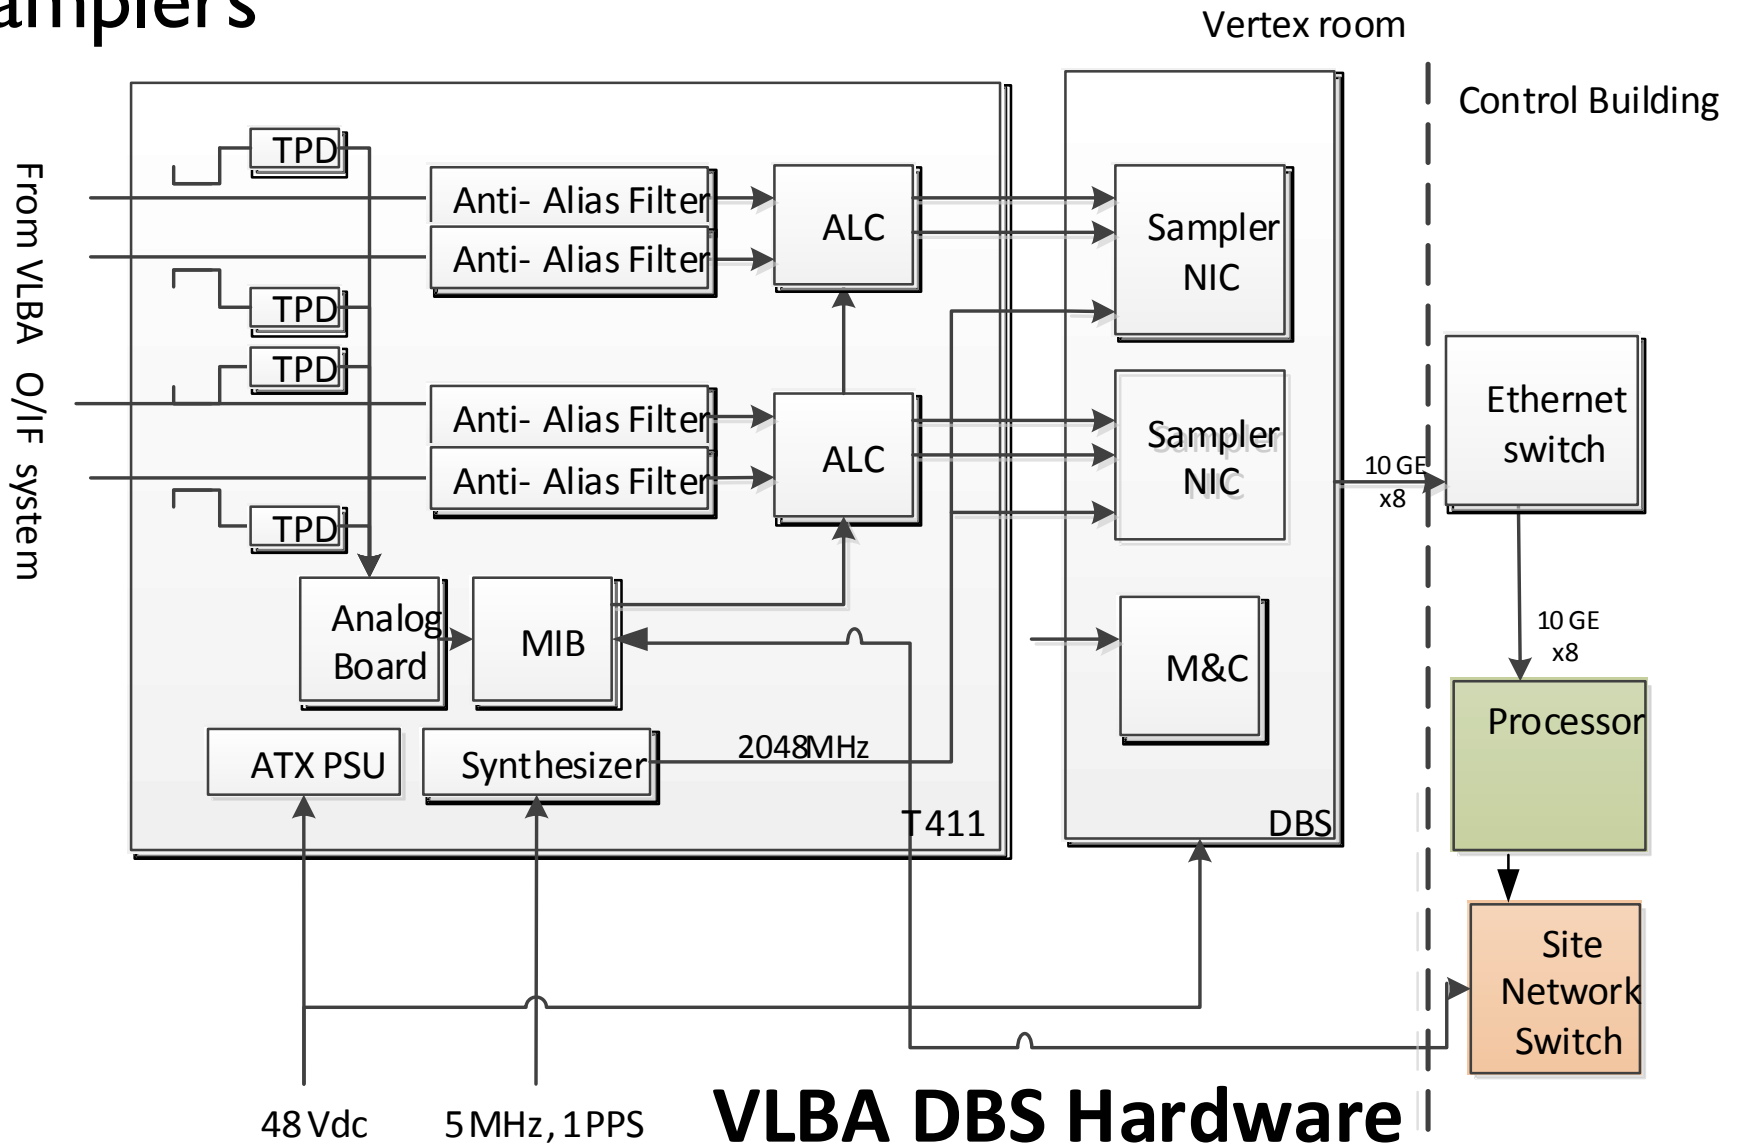 amplers
Vertex room
Control Building
From VLBA O/IF system
TPD
Anti- Alias Filter
Anti- Alias Filter
ALC
Sampler
NIC
TPD
TPD
Anti- Alias Filter
Anti- Alias Filter
ALC
Sampler
NIC
TPD
10 GE
x8
Ethernet
switch
Analog
Board
MIB
M&C
10 GE
x8
Processor
ATX PSU
Synthesizer
2048MHz
T411
DBS
Site
Network
Switch
48 Vdc
5 MHz, 1 PPS
VLBA DBS Hardware